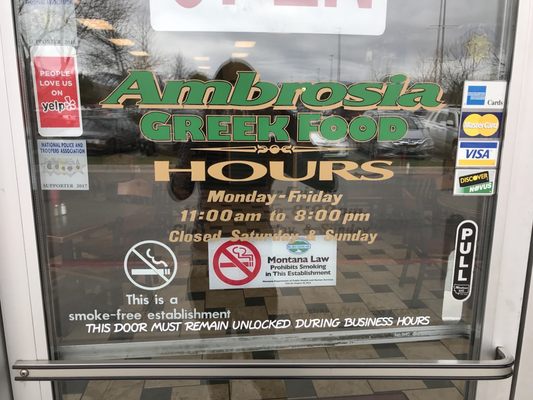 OPEN
SUPPORTER
PEOPLE
LOVE US
ON
yelp
NATIONAL POLICE AND
TROOPERS ASSOCIATION
SUPPORTER 2017
Ambrosia
GREEK FOOD
HOURS
Monday-Friday
11:00am to 8:00pm
Closed Saturday & Sunday
Montana Law
Prohibits Smoking
in This Establishment
This is a
smoke-free establishment
THIS DOOR MUST REMAIN UNLOCKED DURING BUSINESS HOURS
Cards
MasterCard
VISA
DISCOVER
NOVUS
PULL